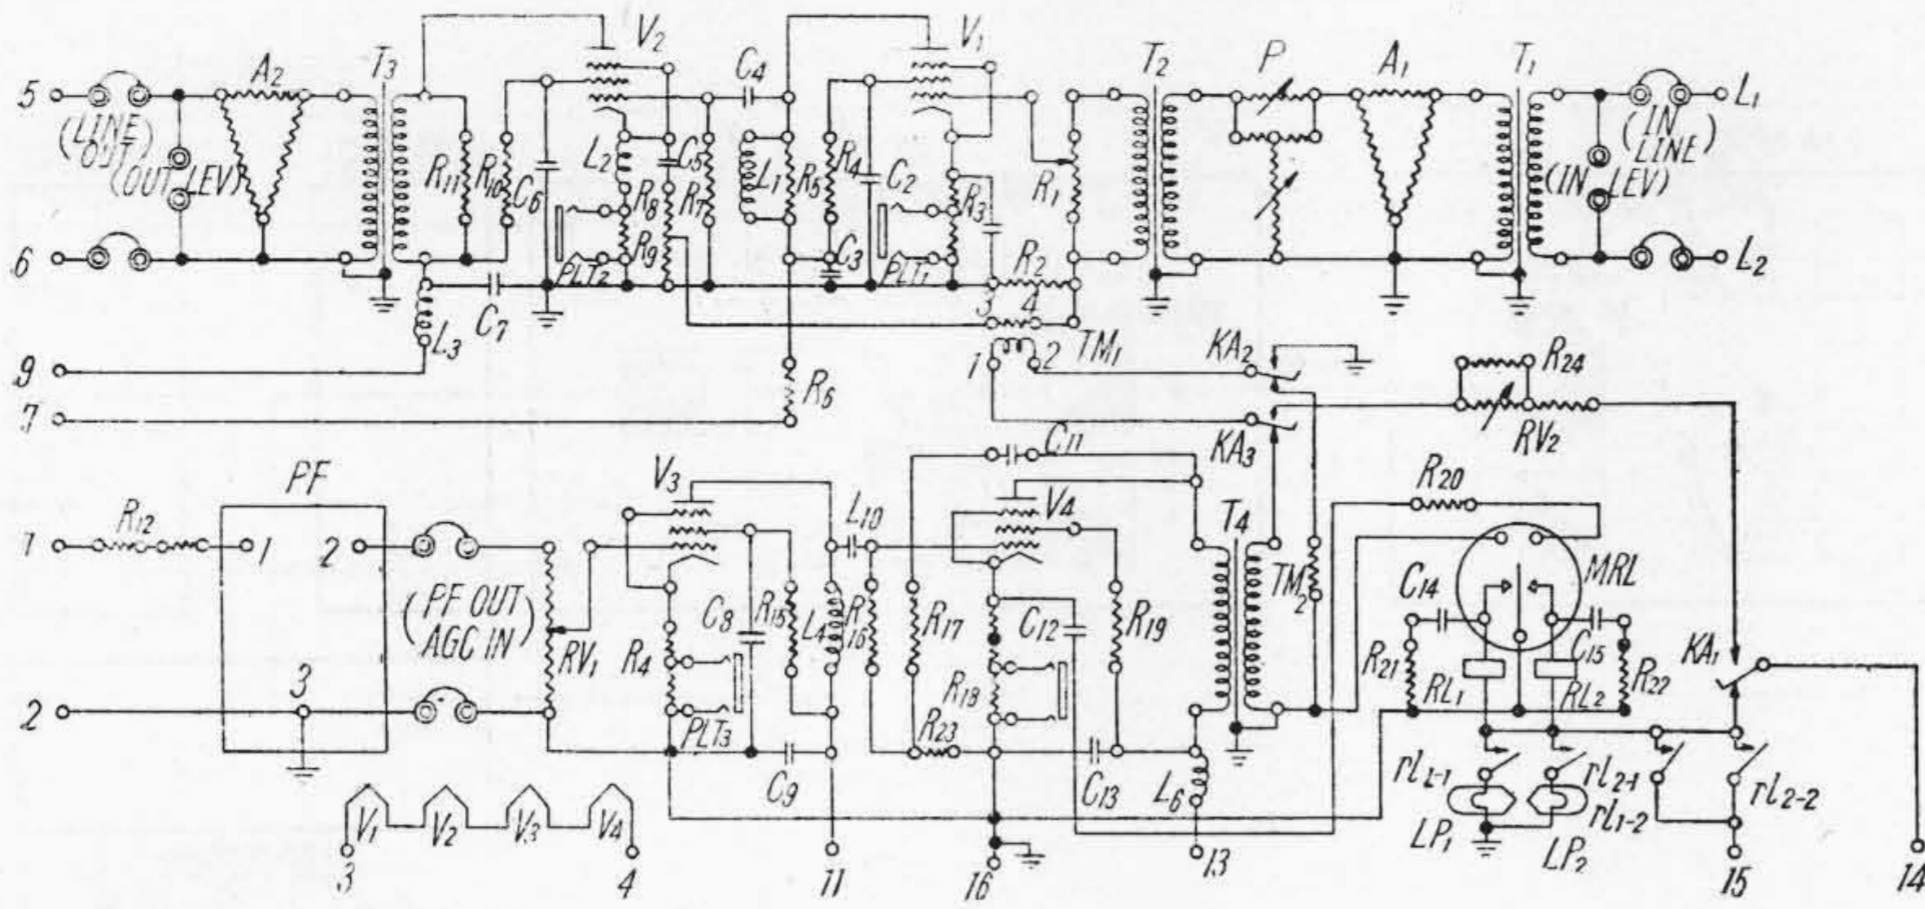 V2 V1
5 A2 T3 C4 T2 P A1 T1 L1
(LINE OUT) (OUT LEV) R11 R10 C6 L2 C5 R8 R7 L1 R5 R4 C2 R3 R1 (IN LINE) (IN LEV)
6 PLT2 R9 C3 PLT1 R2 L2
C7 3 4
9 L3 1 2 TM1 KA2 R24
7 R6 KA3 RV2
PF V3 C11 V4 R20
1 R12 1 2 L10 T4 MRL
(PF OUT AGC IN) RV1 R4 C8 R15 L4 R16 R17 C12 R19 TM2 C14 C15 KA1
2 3 PLT3 R18 R21 RL1 RL2 R22
R23
C9 C13 L6 rl2-1 rl2-1 rl1-2 rl2-2
V1 V2 V3 V4 LP1 LP2
3 4 11 16 13 15 14